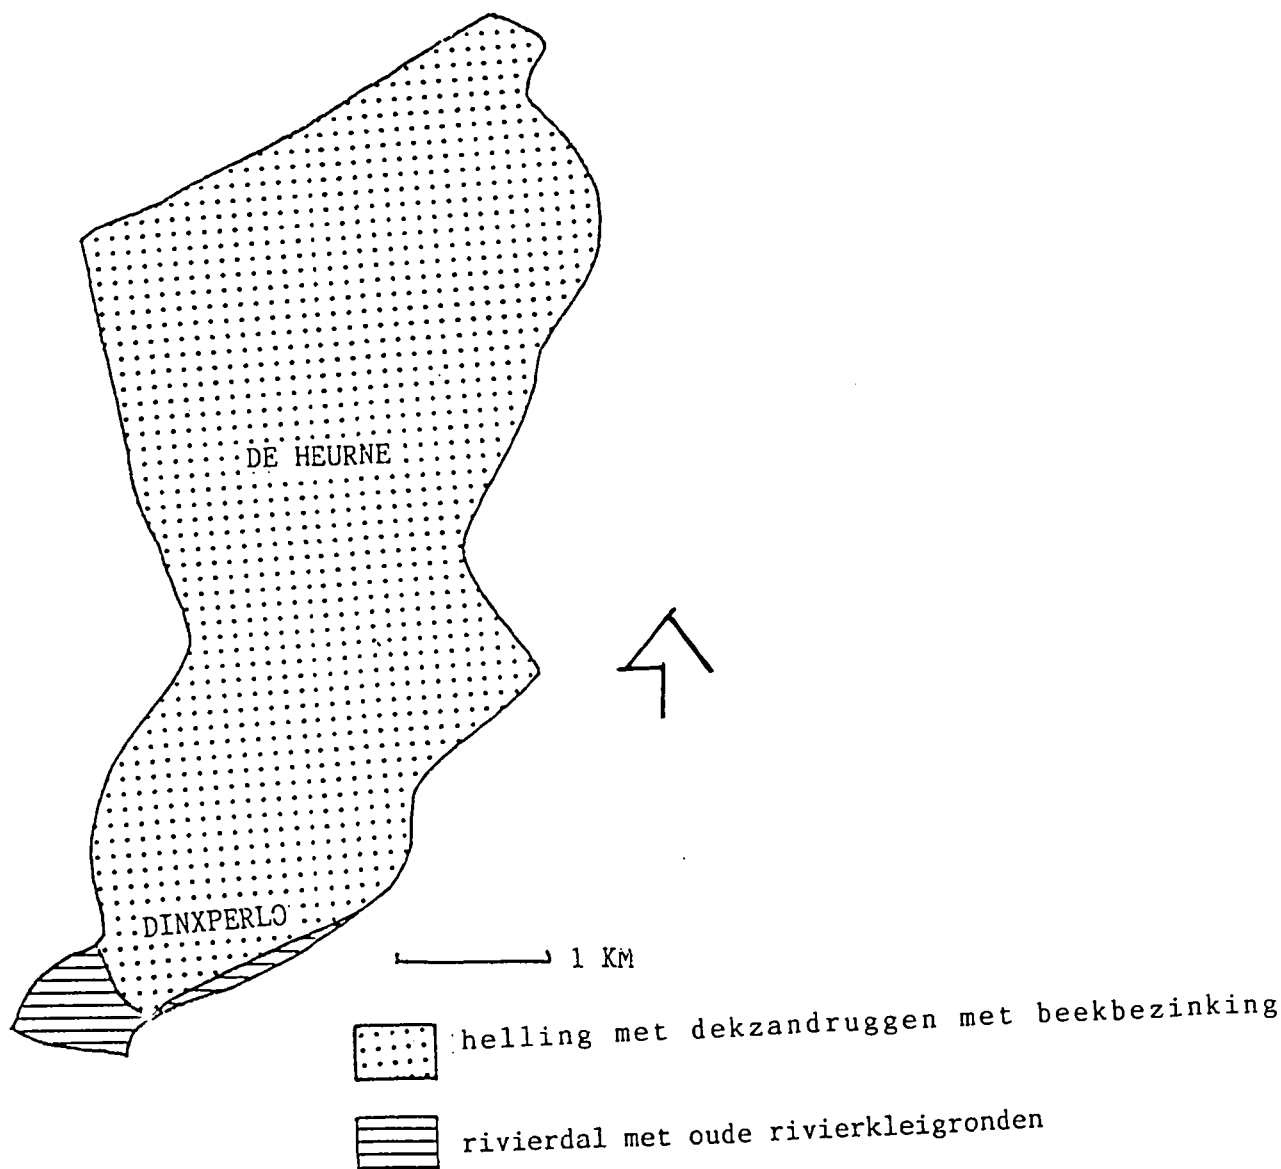 DE HEURNE
DINXPERLO
1 KM
helling met dekzandruggen met beekbezinking
rivierdal met oude rivierkleigronden